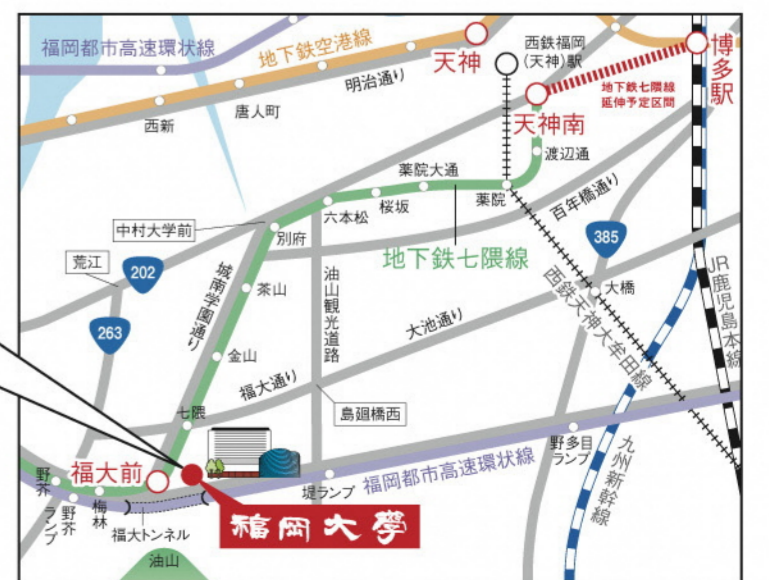 福岡都市高速環状線
地下鉄空港線
天神
西鉄福岡
(天神)駅
博多駅
明治通り
地下鉄七隈線
延伸予定区間
西新
唐人町
天神南
渡辺通
薬院大通
薬院
桜坂
六本松
百年橋通り
中村大学前
別府
385
荒江
202
地下鉄七隈線
城南学園通り
茶山
油山観光道路
西鉄天神大牟田線
大橋
JR鹿児島本線
263
大池通り
金山
福大通り
七隈
島廻橋西
野多目
ランプ
九州新幹線
福大前
野芥
ランプ
野芥
梅林
堤ランプ
福岡都市高速環状線
福岡大學
福大トンネル
油山